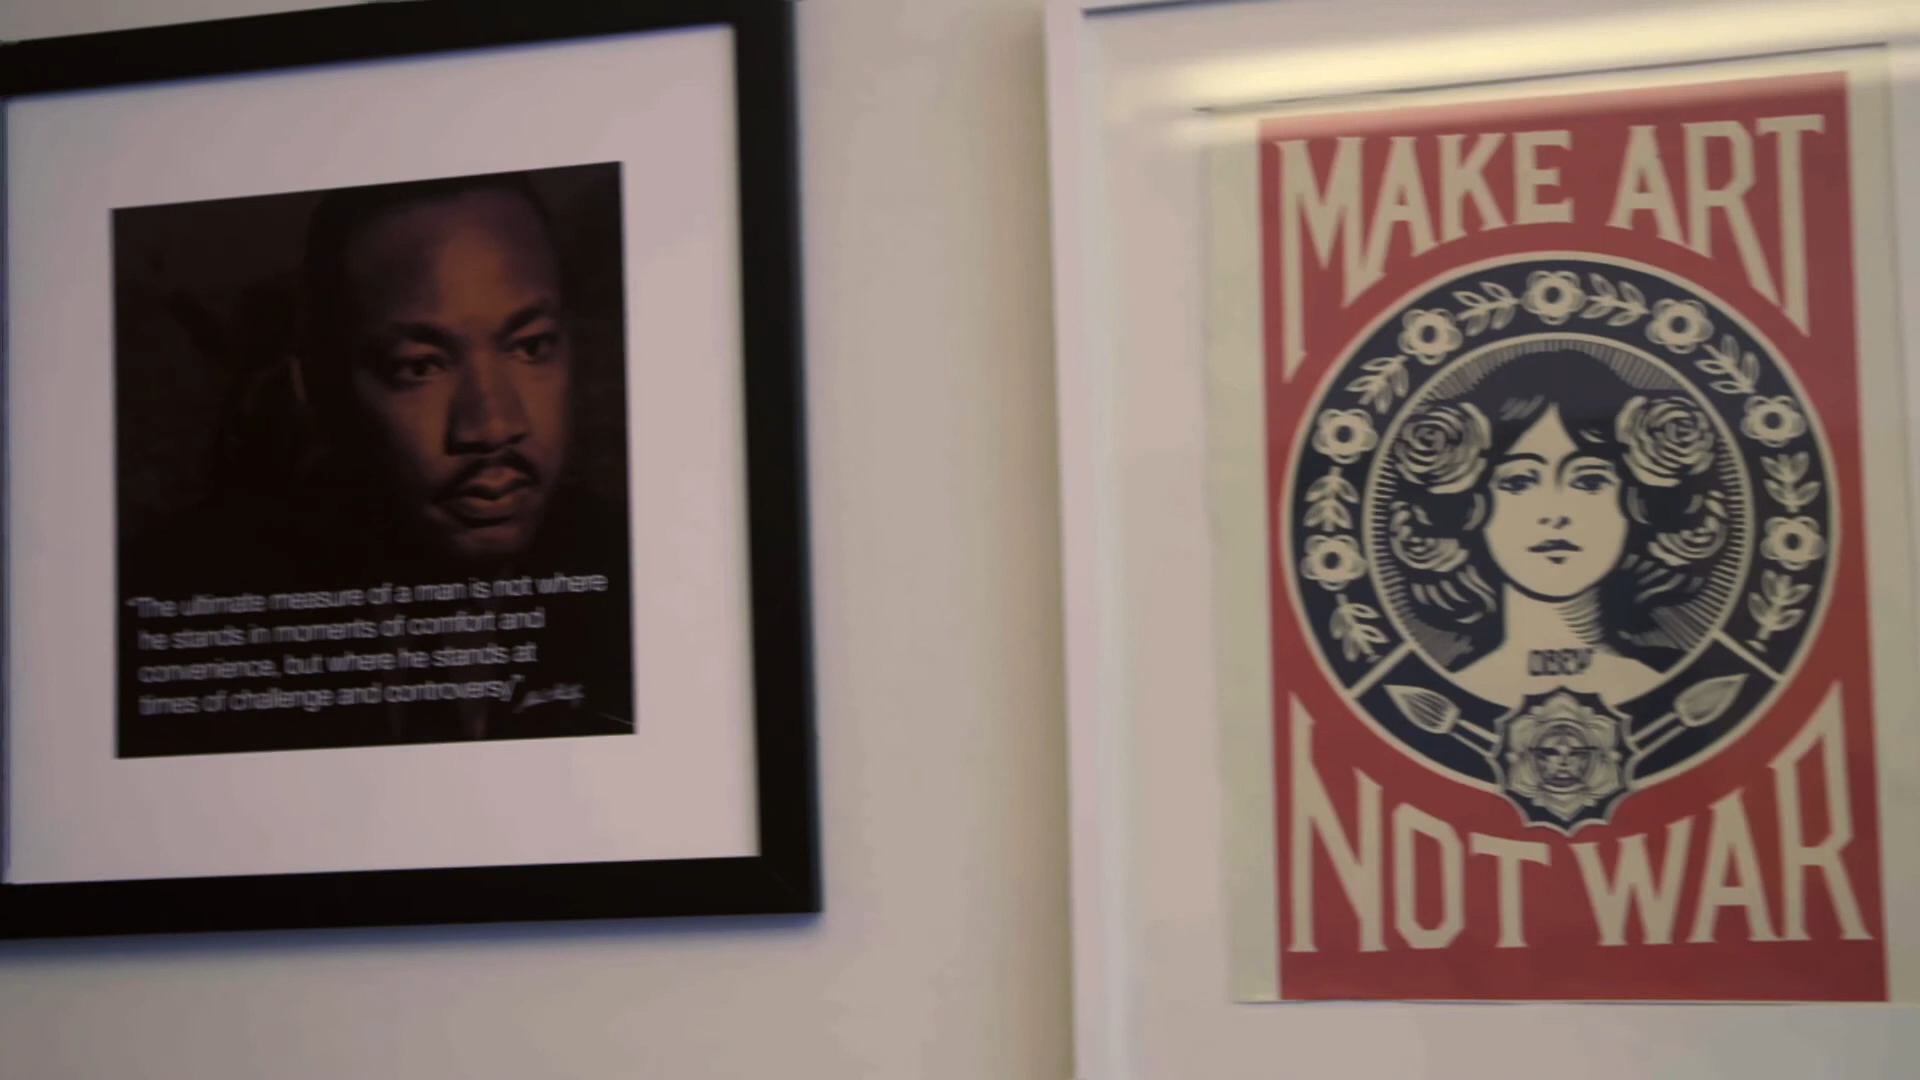 "The ultimate measure of a man is not where
he stands in moments of comfort and
convenience, but where he stands at
times of challenge and controversy"
MAKE ART
OBEY
NOT WAR